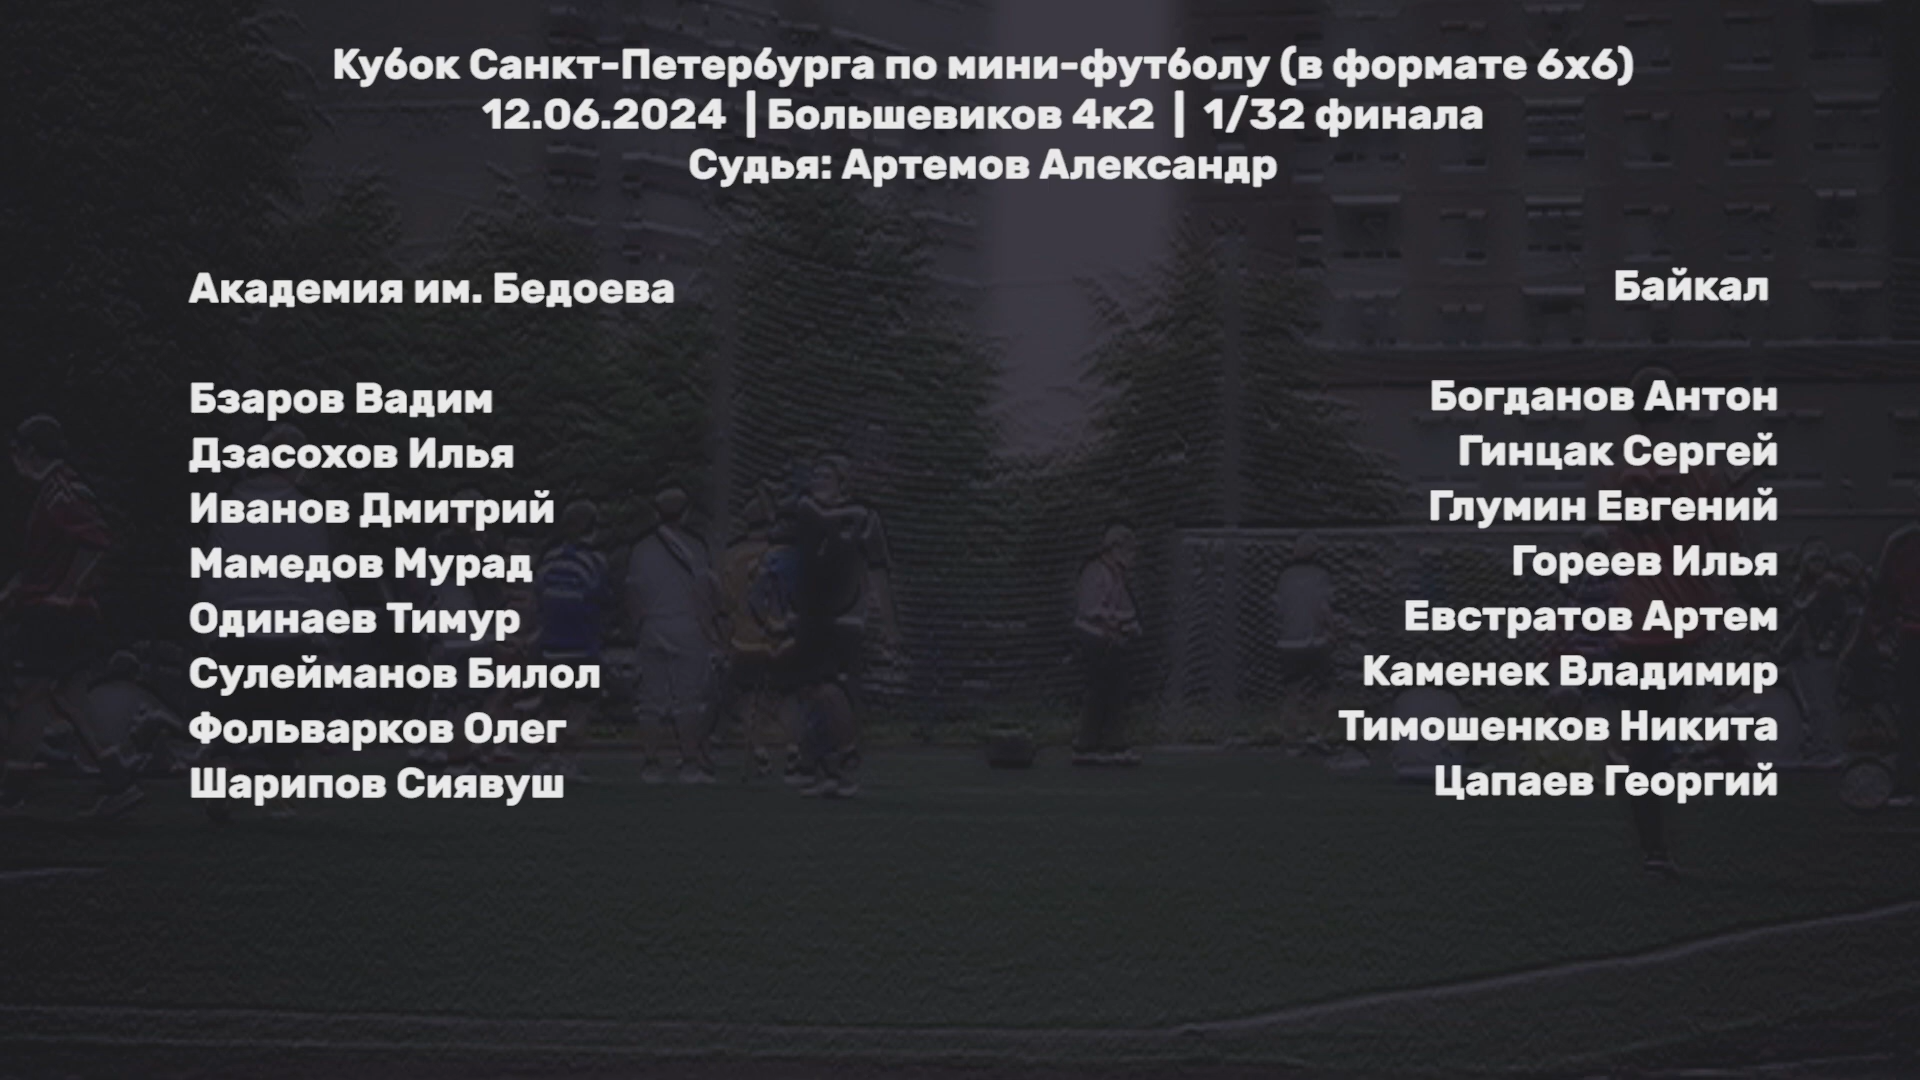 Кубок Санкт-Петербурга по мини-футболу (в формате 6х6)
12.06.2024 | Большевиков 4к2 | 1/32 финала
Судья: Артемов Александр
Академия им. Бедоева
Бзаров Вадим
Дзасохов Илья
Иванов Дмитрий
Мамедов Мурад
Одинаев Тимур
Сулейманов Билол
Фольварков Олег
Шарипов Сиявуш
Байкал
Богданов Антон
Гинцак Сергей
Глумин Евгений
Гореев Илья
Евстратов Артем
Каменек Владимир
Тимошенков Никита
Цапаев Георгий